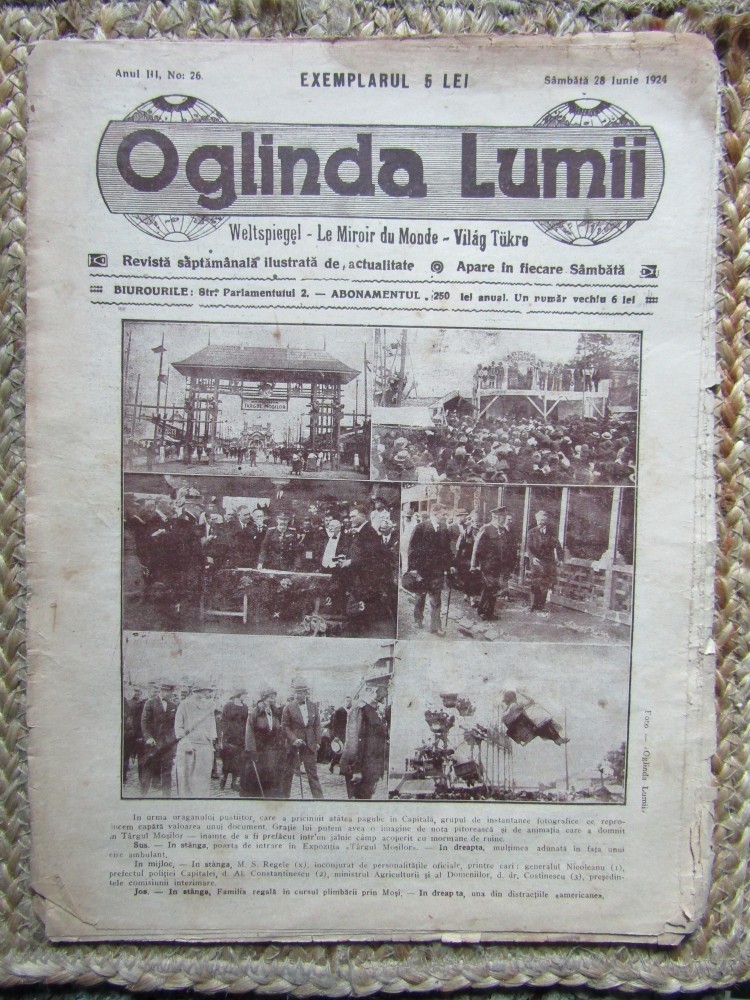 Anul III, No: 26.
EXEMPLARUL 5 LEI
Sâmbătă 28 Iunie 1924
Oglinda Lumii
Weltspiegel - Le Miroir du Monde - Világ Tükre
Revistă săptămânală ilustrată de actualitate
Apare în fiecare Sâmbătă
BIUROURILE: Str. Parlamentului 2. — ABONAMENTUL 250 lei anual. Un număr vechiu 6 lei
TÂRGUL MOȘILOR
Foto — „Oglinda Lumii„
In urma uraganului pustiitor, care a pricinuit atâtea pagube în Capitală, grupul de instantanee fotografice ce repro-
ducem capătă valoarea unui document. Grație lui putem avea o imagine de nota pitorească și de animația care a domnit
în Târgul Moșilor — înainte de a fi prefăcut într'un jalnic câmp acoperit cu mormane de ruine.
Sus. — In stânga, poarta de intrare în Expoziția «Târgul Moșilor». — In dreapta, mulțimea adunată în fața unui
circ ambulant.
In mijloc, — In stânga, M. S. Regele (x), inconjurat de personalitățile oficiale, printre cari: generalul Nicoleanu (1),
prefectul poliției Capitalei, d. Al. Constantinescu (2), ministrul Agriculturii și al Domeniilor, d. dr. Costinescu (3), președin-
tele comisiunii interimare.
Jos. — In stânga, Familia regală în cursul plimbării prin Moși, — In dreapta, una din distracțiile «americane».